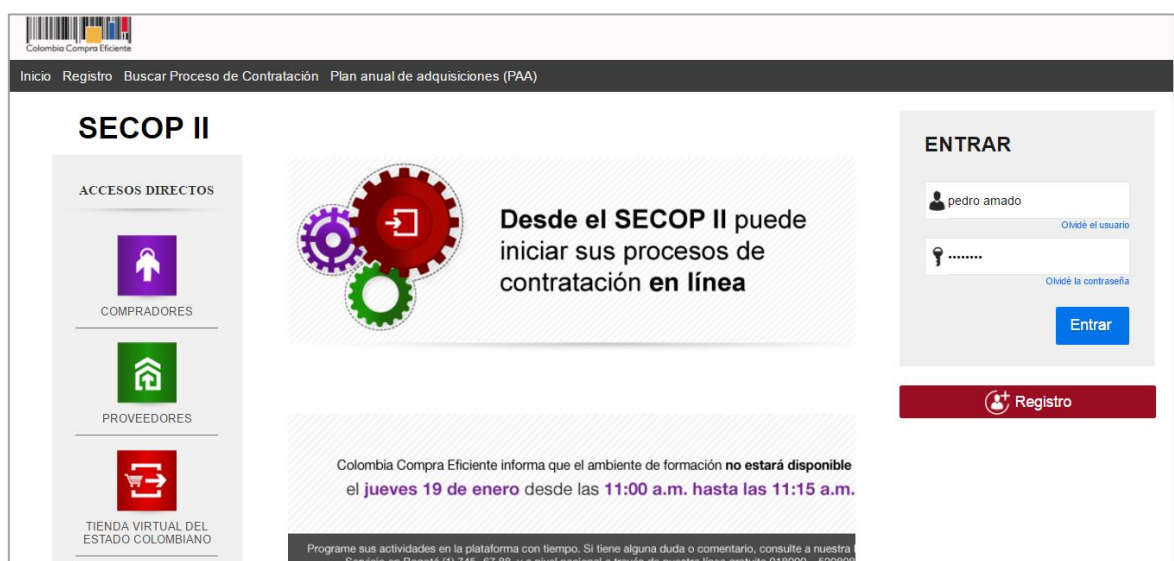 Colombia Compra Eficiente
Inicio Registro Buscar Proceso de Contratación Plan anual de adquisiciones (PAA)
SECOP II
ACCESOS DIRECTOS
COMPRADORES
PROVEEDORES
TIENDA VIRTUAL DEL
ESTADO COLOMBIANO
Desde el SECOP II puede
iniciar sus procesos de
contratación en línea
Colombia Compra Eficiente informa que el ambiente de formación no estará disponible
el jueves 19 de enero desde las 11:00 a.m. hasta las 11:15 a.m.
Programe sus actividades en la plataforma con tiempo. Si tiene alguna duda o comentario, consulte a nuestra
ENTRAR
pedro amado
Olvidé el usuario
••••••••
Olvidé la contraseña
Entrar
Registro